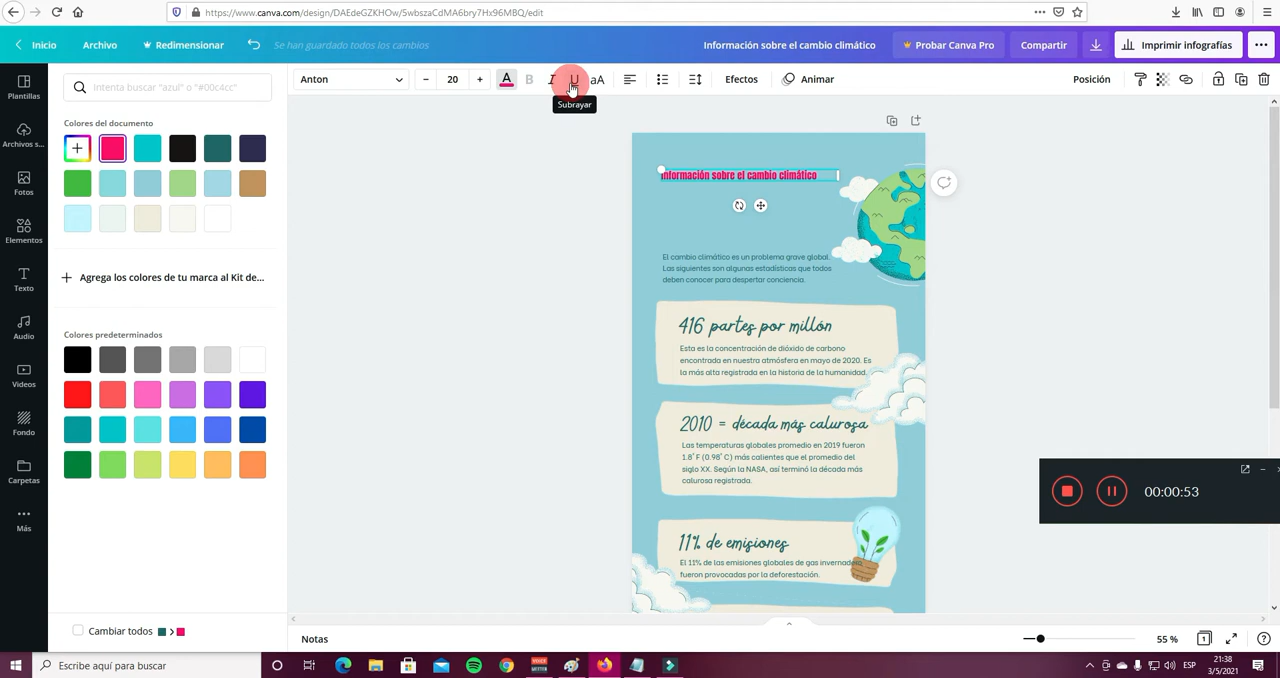 https://www.canva.com/design/DAEdeGZKHOw/5wbszaCdMA6bry7Hx96MBQ/edit
Inicio
Archivo
Redimensionar
Se han guardado todos los cambios
Información sobre el cambio climático
Probar Canva Pro
Compartir
Imprimir infografías
Plantillas
Archivos s...
Fotos
Elementos
Texto
Audio
Videos
Fondo
Carpetas
Más
Intenta buscar "azul" o "#00c4cc"
Colores del documento
Agrega los colores de tu marca al Kit de...
Colores predeterminados
Cambiar todos
Anton
20
A
B
I
U
aA
Efectos
Animar
Posición
Subrayar
Información sobre el cambio climático
El cambio climático es un problema grave global.
Las siguientes son algunas estadísticas que todos
deben conocer para despertar conciencia.
416 partes por millón
Esta es la concentración de dióxido de carbono
encontrada en nuestra atmósfera en mayo de 2020. Es
la más alta registrada en la historia de la humanidad.
2010 = década más calurosa
Las temperaturas globales promedio en 2019 fueron
1.8° F (0.98° C) más calientes que el promedio del
siglo XX. Según la NASA, así terminó la década más
calurosa registrada.
11% de emisiones
El 11% de las emisiones globales de gas invernadero
fueron provocadas por la deforestación.
00:00:53
Notas
55 %
1
Escribe aquí para buscar
VOICE
MEETER
ESP
21:38
3/5/2021